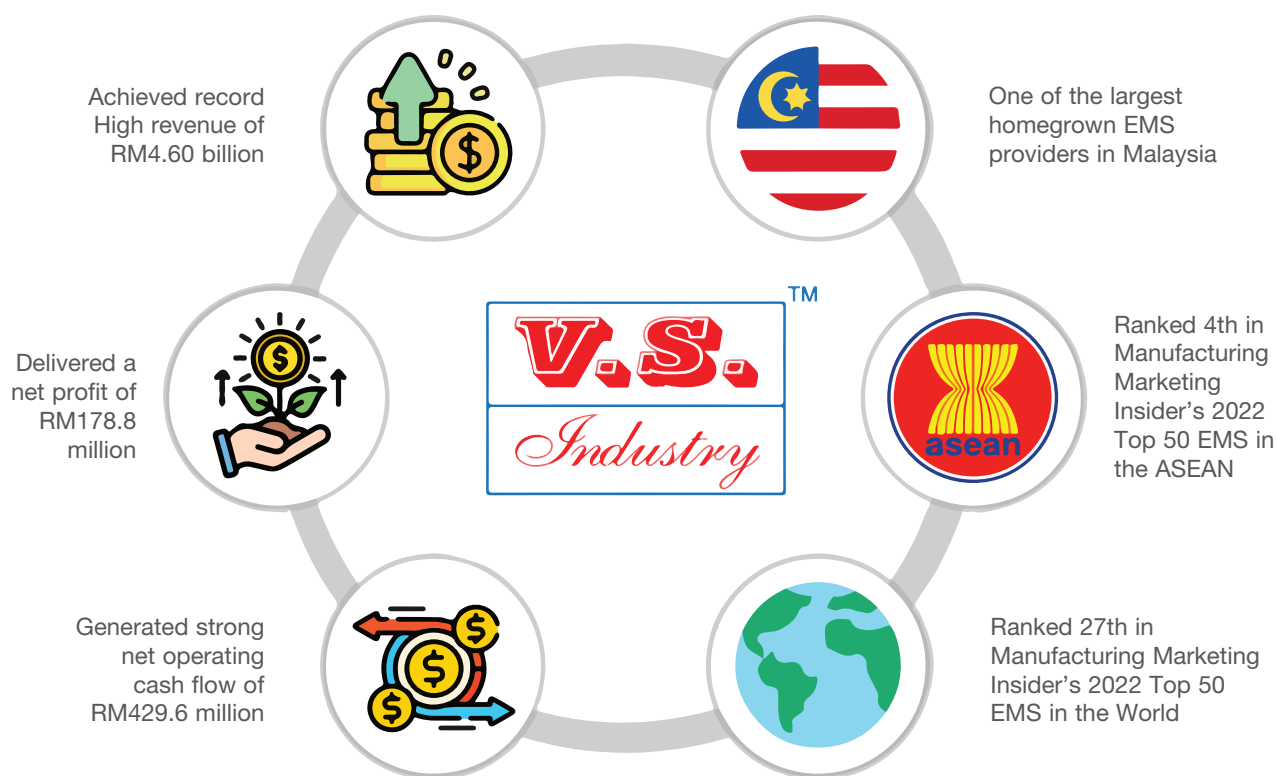 Achieved record
High revenue of
RM4.60 billion
One of the largest
homegrown EMS
providers in Malaysia
TM
V.S.
Industry
Delivered a
net profit of
RM178.8
million
Ranked 4th in
Manufacturing
Marketing
Insider’s 2022
Top 50 EMS in
the ASEAN
asean
Generated strong
net operating
cash flow of
RM429.6 million
Ranked 27th in
Manufacturing Marketing
Insider’s 2022 Top 50
EMS in the World